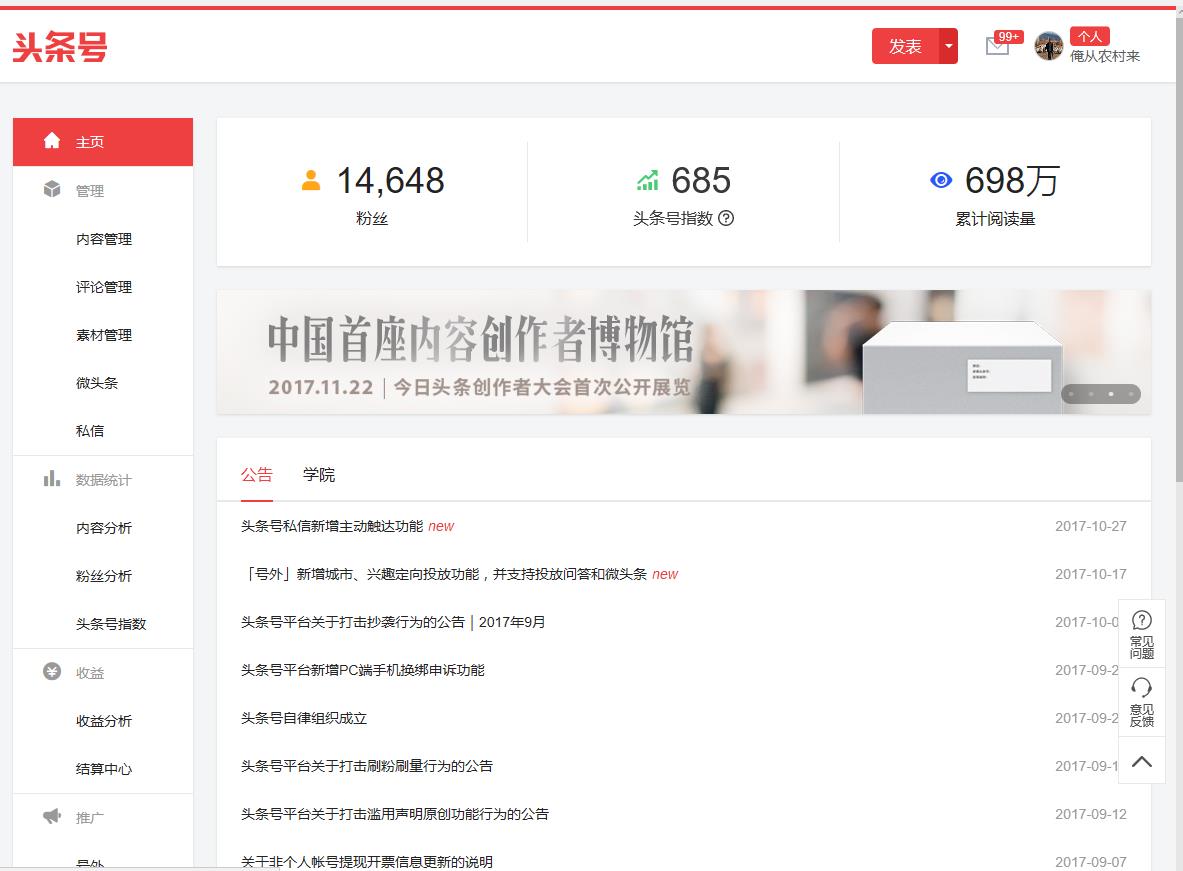 头条号
发表
99+
个人
俺从农村来
主页
管理
内容管理
评论管理
素材管理
微头条
私信
数据统计
内容分析
粉丝分析
头条号指数
收益
收益分析
结算中心
推广
号外
14,648
粉丝
685
头条号指数 ?
698万
累计阅读量
中国首座内容创作者博物馆
2017.11.22 | 今日头条创作者大会首次公开展览
公告 学院
头条号私信新增主动触达功能 new 2017-10-27
「号外」新增城市、兴趣定向投放功能，并支持投放问答和微头条 new 2017-10-17
头条号平台关于打击抄袭行为的公告 | 2017年9月 2017-10-0
头条号平台新增PC端手机换绑申诉功能 2017-09-2
头条号自律组织成立 2017-09-2
头条号平台关于打击刷粉刷量行为的公告 2017-09-1
头条号平台关于打击滥用声明原创功能行为的公告 2017-09-12
关于非个人帐号提现开票信息更新的说明 2017-09-07
常见
问题
意见
反馈